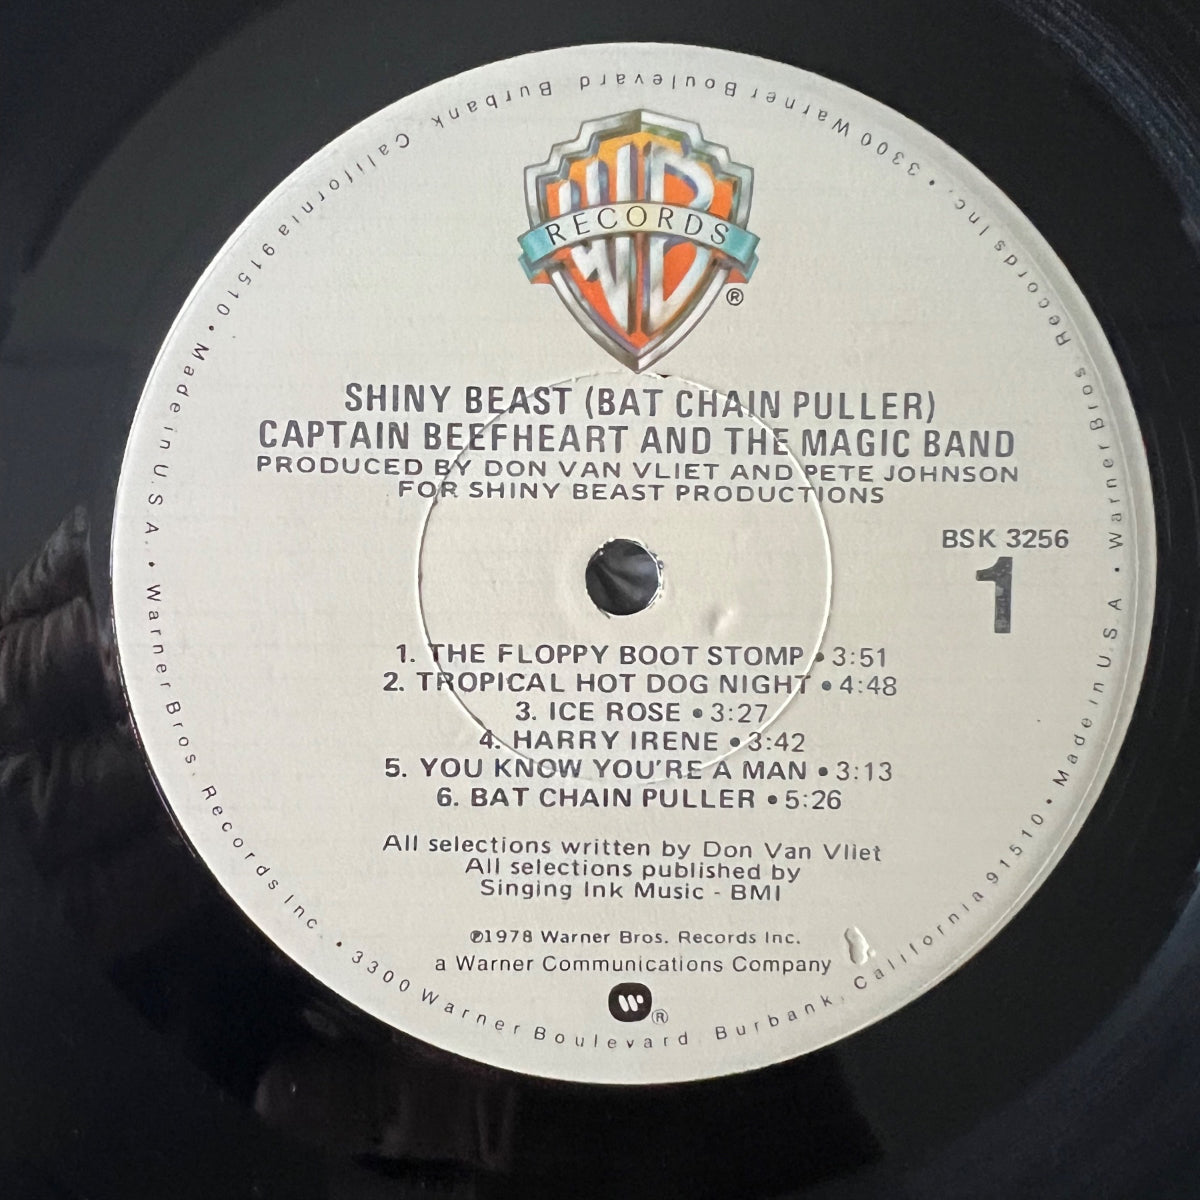 WB
RECORDS
®
SHINY BEAST (BAT CHAIN PULLER)
CAPTAIN BEEFHEART AND THE MAGIC BAND
PRODUCED BY DON VAN VLIET AND PETE JOHNSON
FOR SHINY BEAST PRODUCTIONS
BSK 3256
1
1. THE FLOPPY BOOT STOMP • 3:51
2. TROPICAL HOT DOG NIGHT • 4:48
3. ICE ROSE • 3:27
4. HARRY IRENE • 3:42
5. YOU KNOW YOU'RE A MAN • 3:13
6. BAT CHAIN PULLER • 5:26
All selections written by Don Van Vliet
All selections published by
Singing Ink Music - BMI
℗1978 Warner Bros. Records Inc.
a Warner Communications Company
®
Made in U.S.A. • Warner Bros. Records Inc. • 3300 Warner Boulevard, Burbank, California 91510 • Made in U.S.A. • Warner Bros. Records Inc. • 3300 Warner Boulevard Burbank, California 91510 •